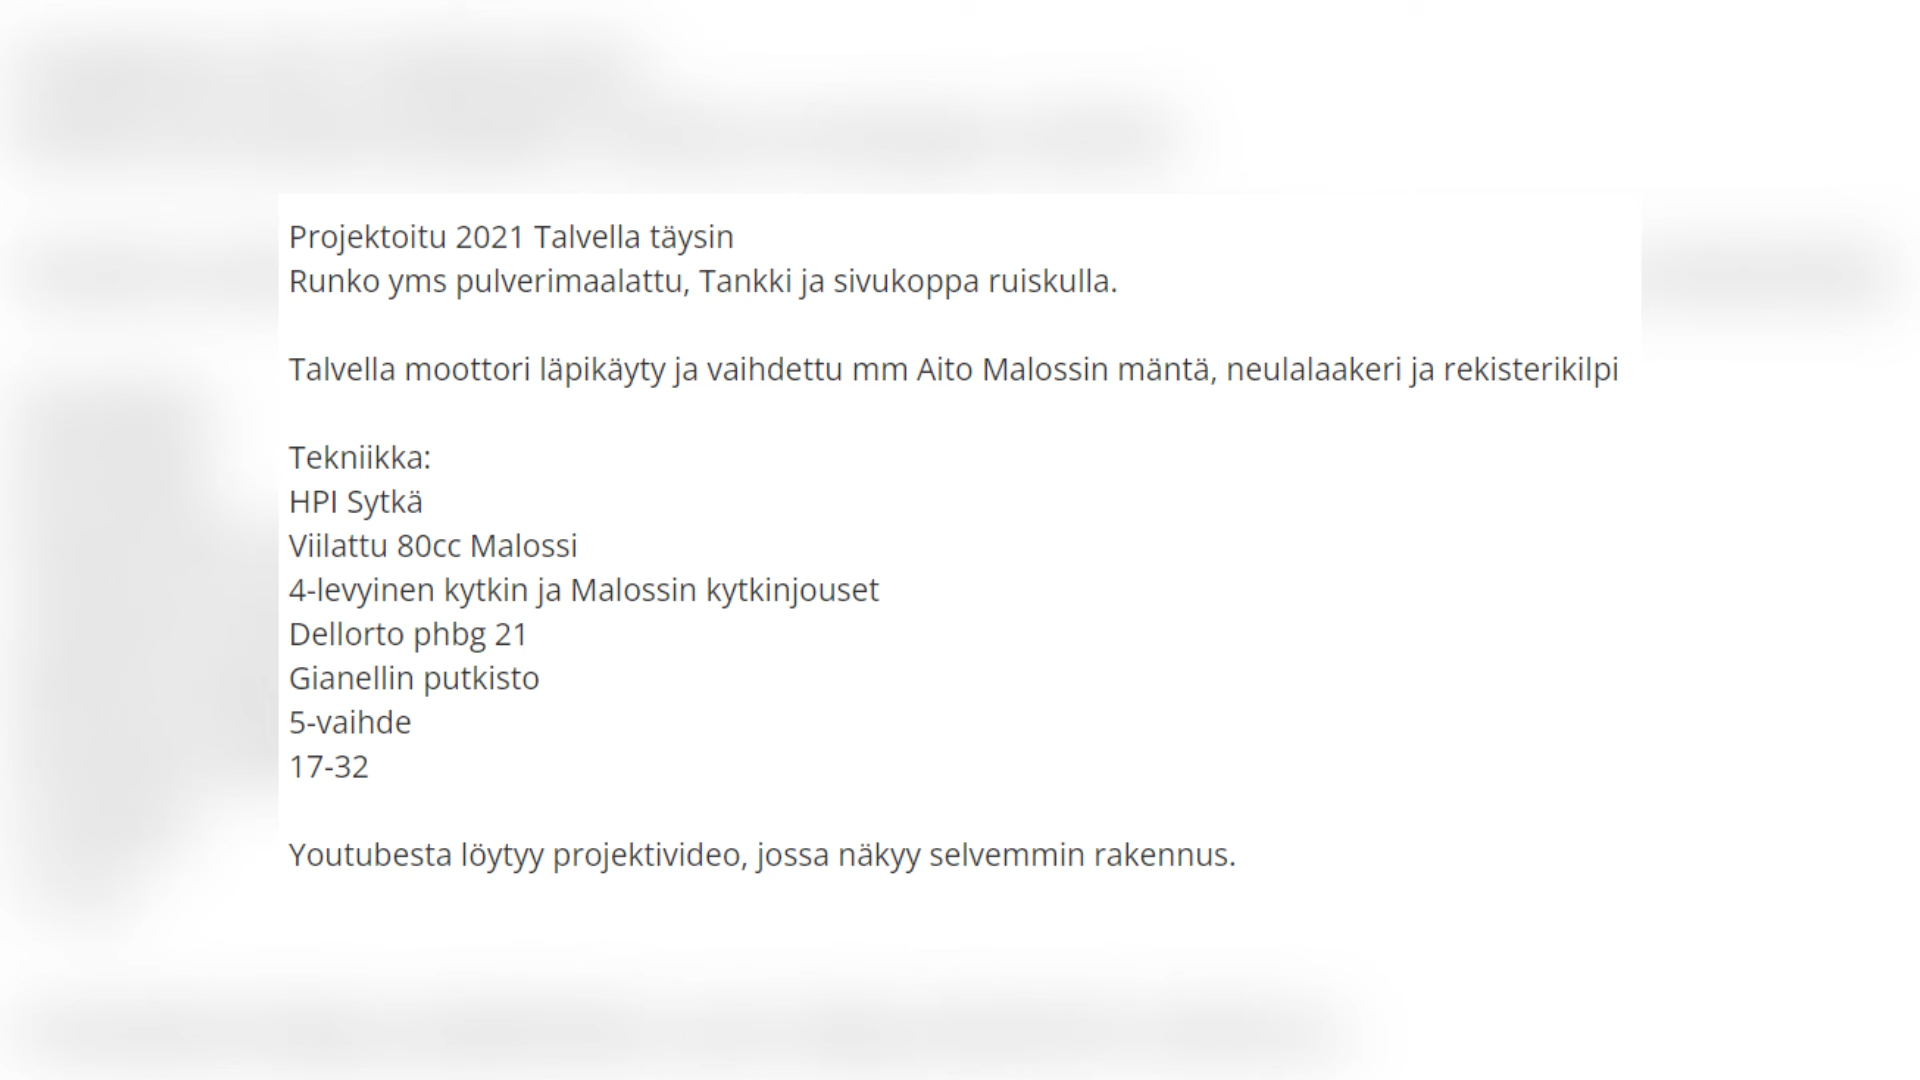 Projektoitu 2021 Talvella täysin
Runko yms pulverimaalattu, Tankki ja sivukoppa ruiskulla.
Talvella moottori läpikäyty ja vaihdettu mm Aito Malossin mäntä, neulalaakeri ja rekisterikilpi
Tekniikka:
HPI Sytkä
Viilattu 80cc Malossi
4-levyinen kytkin ja Malossin kytkinjouset
Dellorto phbg 21
Gianellin putkisto
5-vaihde
17-32
Youtubesta löytyy projektivideo, jossa näkyy selvemmin rakennus.